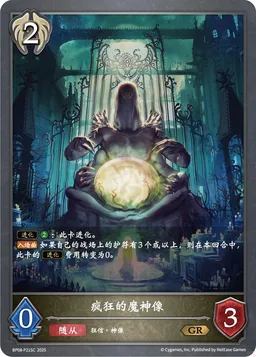 2
进化 2 ：此卡进化。
入场曲 如果自己的战场上的护符有3个或以上，则在本回合中，
此卡的 进化 费用转变为0。
疯狂的魔神像
0
随从
狂信・神像
GR
3
BP08-P21SC 2025
©Cygames, Inc. Published by NetEase Games